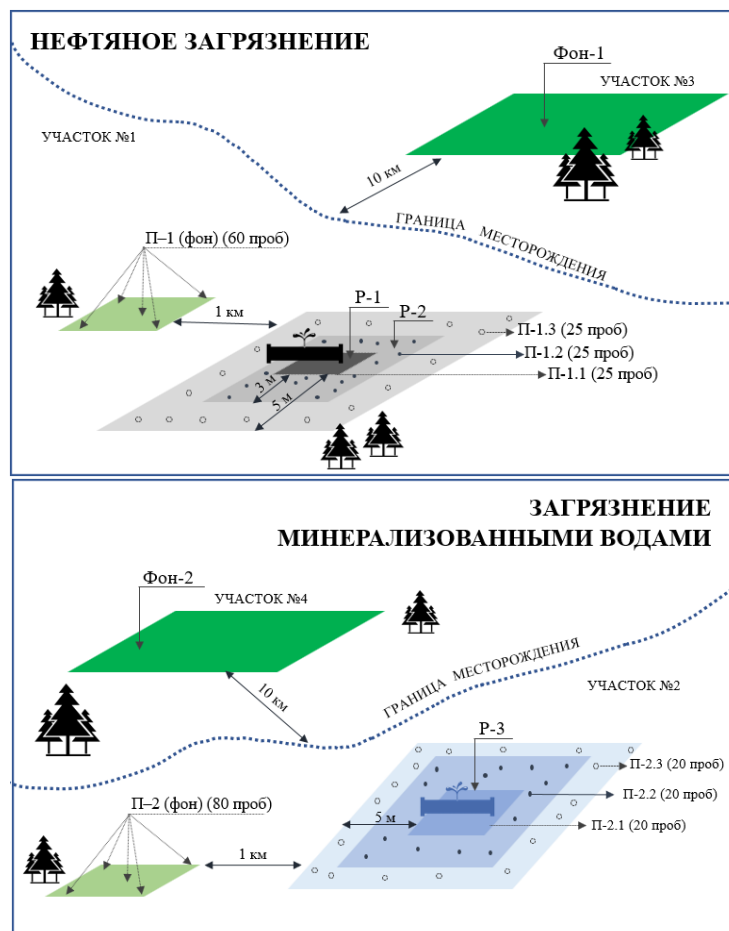 НЕФТЯНОЕ ЗАГРЯЗНЕНИЕ
Фон-1
УЧАСТОК №3
УЧАСТОК №1
10 км
ГРАНИЦА МЕСТОРОЖДЕНИЯ
П–1 (фон) (60 проб)
1 км
Р-1
Р-2
П-1.3 (25 проб)
П-1.2 (25 проб)
П-1.1 (25 проб)
3 м
5 м
ЗАГРЯЗНЕНИЕ
МИНЕРАЛИЗОВАННЫМИ ВОДАМИ
Фон-2
УЧАСТОК №4
ГРАНИЦА МЕСТОРОЖДЕНИЯ
УЧАСТОК №2
10 км
Р-3
П-2.3 (20 проб)
П-2.2 (20 проб)
П-2.1 (20 проб)
П–2 (фон) (80 проб)
5 м
1 км